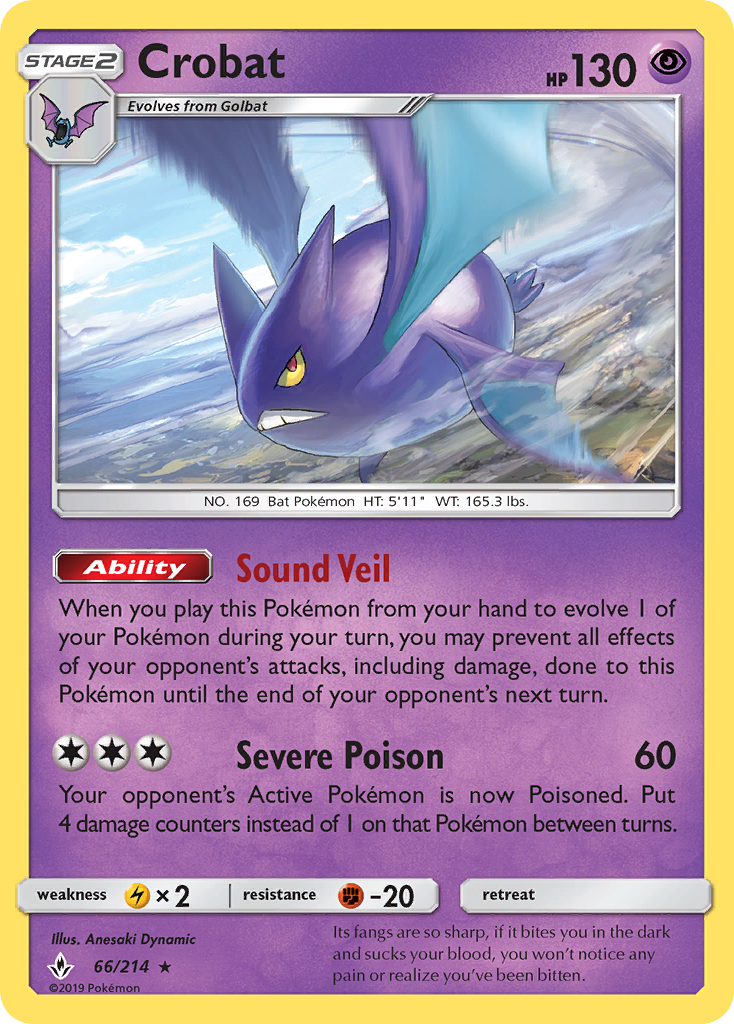 STAGE2
Crobat
HP130
Evolves from Golbat
NO. 169 Bat Pokémon HT: 5'11" WT: 165.3 lbs.
Ability Sound Veil
When you play this Pokémon from your hand to evolve 1 of
your Pokémon during your turn, you may prevent all effects
of your opponent's attacks, including damage, done to this
Pokémon until the end of your opponent's next turn.
Severe Poison 60
Your opponent's Active Pokémon is now Poisoned. Put
4 damage counters instead of 1 on that Pokémon between turns.
weakness ×2 resistance -20 retreat
Illus. Anesaki Dynamic
66/214 ★
©2019 Pokémon
Its fangs are so sharp, if it bites you in the dark
and sucks your blood, you won't notice any
pain or realize you've been bitten.